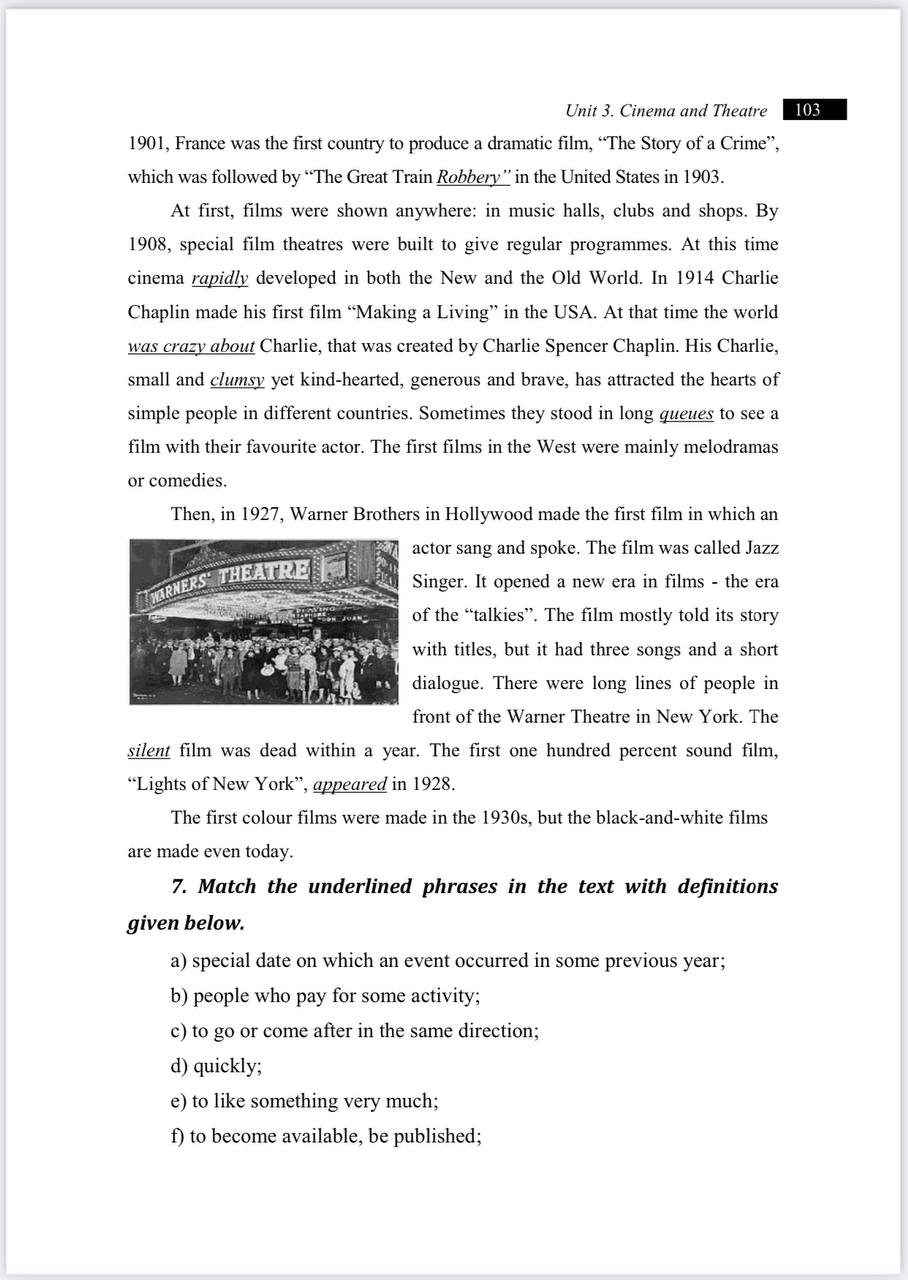 Unit 3. Cinema and Theatre 103
1901, France was the first country to produce a dramatic film, “The Story of a Crime”,
which was followed by “The Great Train Robbery” in the United States in 1903.
At first, films were shown anywhere: in music halls, clubs and shops. By
1908, special film theatres were built to give regular programmes. At this time
cinema rapidly developed in both the New and the Old World. In 1914 Charlie
Chaplin made his first film “Making a Living” in the USA. At that time the world
was crazy about Charlie, that was created by Charlie Spencer Chaplin. His Charlie,
small and clumsy yet kind-hearted, generous and brave, has attracted the hearts of
simple people in different countries. Sometimes they stood in long queues to see a
film with their favourite actor. The first films in the West were mainly melodramas
or comedies.
Then, in 1927, Warner Brothers in Hollywood made the first film in which an
WARNERS' THEATRE
DON JUAN
actor sang and spoke. The film was called Jazz
Singer. It opened a new era in films - the era
of the “talkies”. The film mostly told its story
with titles, but it had three songs and a short
dialogue. There were long lines of people in
front of the Warner Theatre in New York. The
silent film was dead within a year. The first one hundred percent sound film,
“Lights of New York”, appeared in 1928.
The first colour films were made in the 1930s, but the black-and-white films
are made even today.
7. Match the underlined phrases in the text with definitions
given below.
a) special date on which an event occurred in some previous year;
b) people who pay for some activity;
c) to go or come after in the same direction;
d) quickly;
e) to like something very much;
f) to become available, be published;